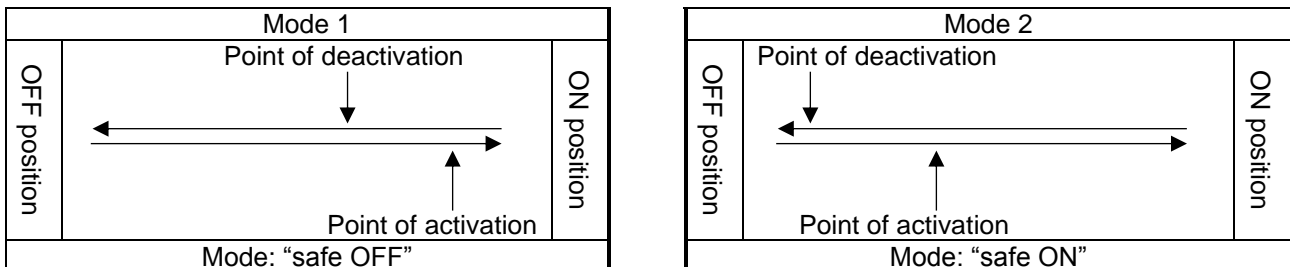 Mode 1
OFF position
Point of deactivation
Point of activation
ON position
Mode: “safe OFF”
Mode 2
OFF position
Point of deactivation
Point of activation
ON position
Mode: “safe ON”